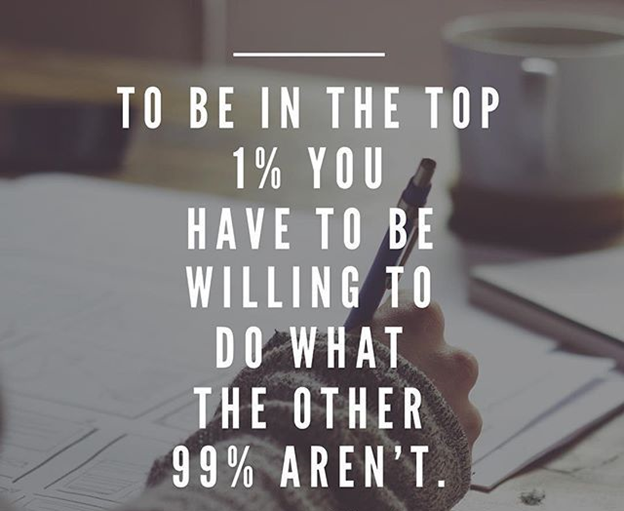 TO BE IN THE TOP
1% YOU
HAVE TO BE
WILLING TO
DO WHAT
THE OTHER
99% AREN'T.